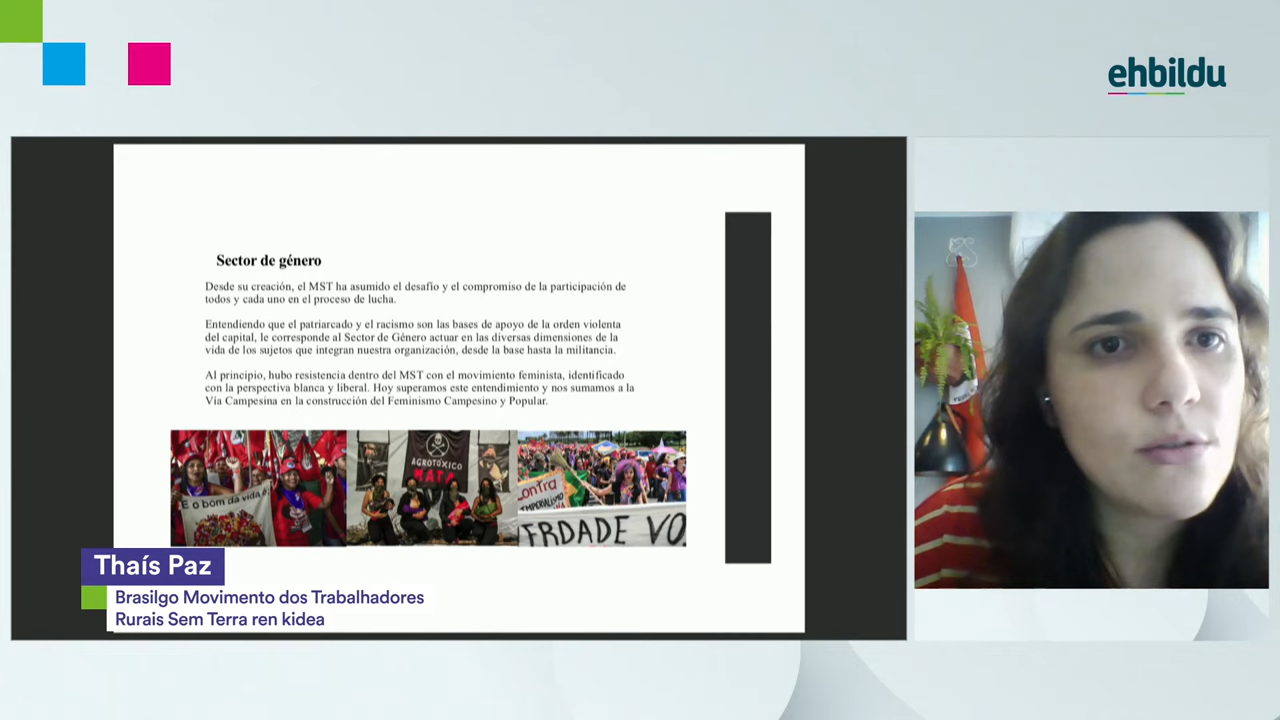 ehbildu
Sector de género
Desde su creación, el MST ha asumido el desafío y el compromiso de la participación de
todos y cada uno en el proceso de lucha.
Entendiendo que el patriarcado y el racismo son las bases de apoyo de la orden violenta
del capital, le corresponde al Sector de Género actuar en las diversas dimensiones de la
vida de los sujetos que integran nuestra organización, desde la base hasta la militancia.
Al principio, hubo resistencia dentro del MST con el movimiento feminista, identificado
con la perspectiva blanca y liberal. Hoy superamos este entendimiento y nos sumamos a la
Vía Campesina en la construcción del Feminismo Campesino y Popular.
E o bom da vida é
AGROTÓXICO
MATA
contra
IMPERIALISMO
ERDADE VO
Thaís Paz
Brasilgo Movimento dos Trabalhadores
Rurais Sem Terra ren kidea